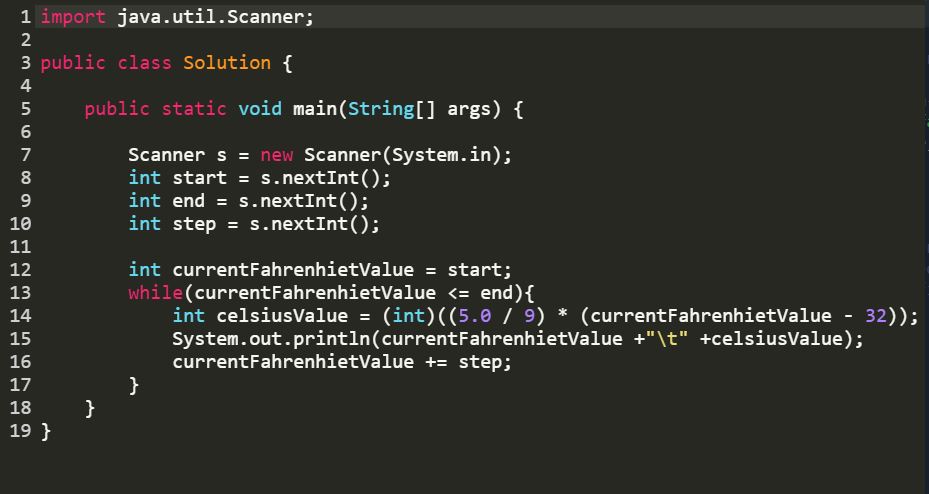 1 import java.util.Scanner;
2
3 public class Solution {
4
5     public static void main(String[] args) {
6
7         Scanner s = new Scanner(System.in);
8         int start = s.nextInt();
9         int end = s.nextInt();
10         int step = s.nextInt();
11
12         int currentFahrenhietValue = start;
13         while(currentFahrenhietValue <= end){
14             int celsiusValue = (int)((5.0 / 9) * (currentFahrenhietValue - 32));
15             System.out.println(currentFahrenhietValue +"\t" +celsiusValue);
16             currentFahrenhietValue += step;
17         }
18     }
19 }